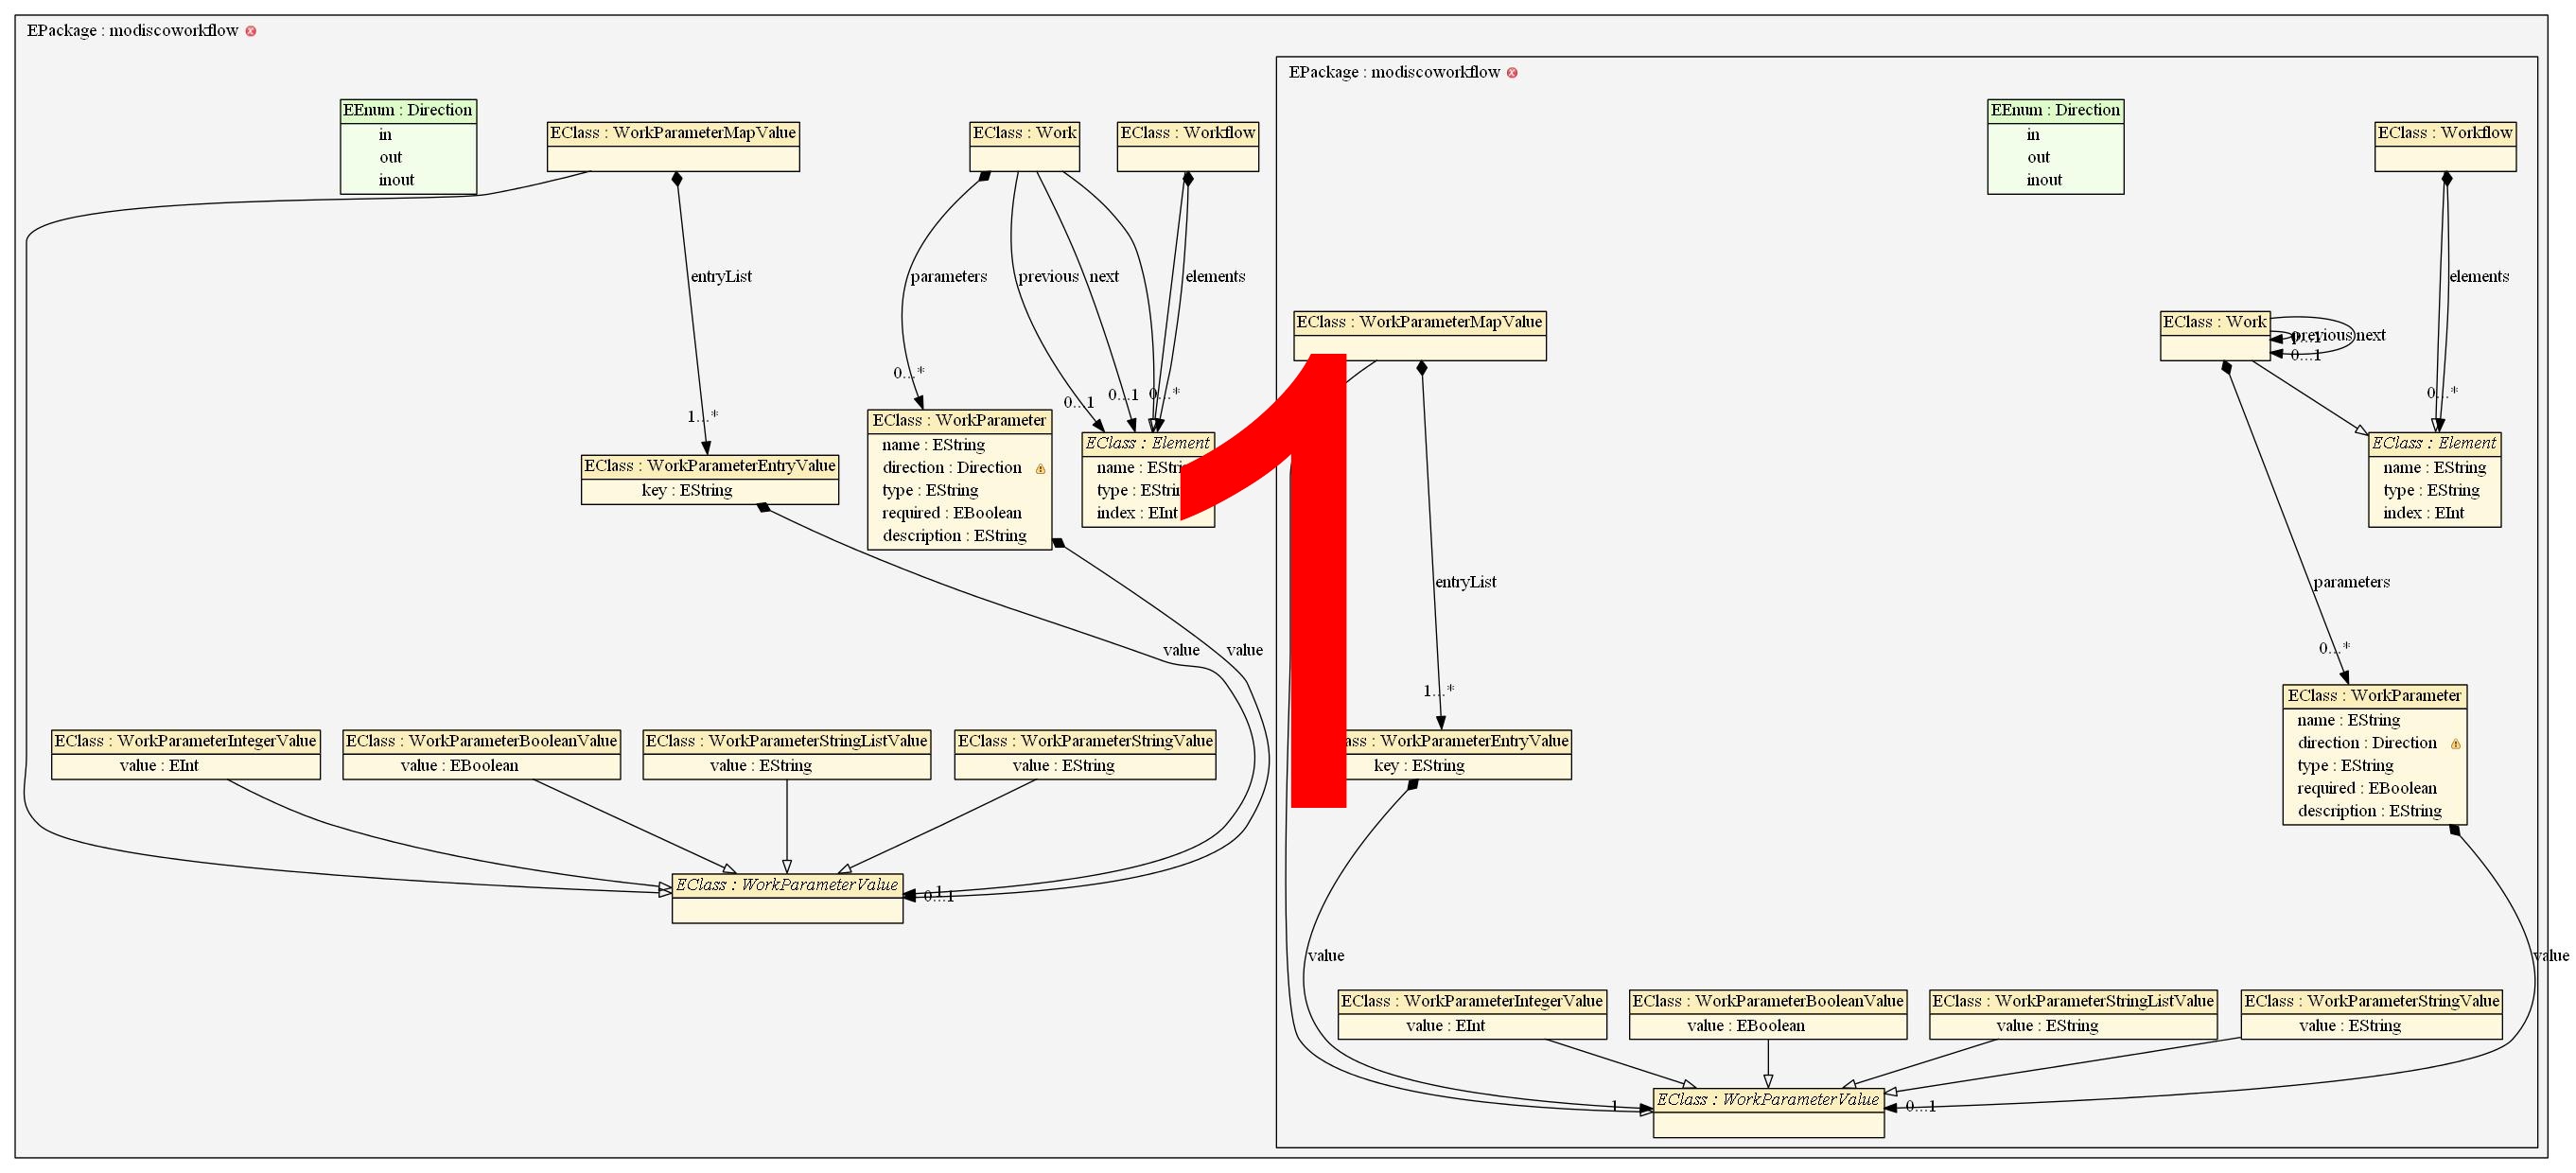 EPackage : modiscoworkflow
EPackage : modiscoworkflow
EEnum : Direction
in
out
inout
EClass : WorkParameterMapValue
EClass : Work
EClass : Workflow
entryList
parameters
previous
next
elements
0...*
1...*
0...1
0...1
0...*
EClass : WorkParameter
name : EString
direction : Direction
type : EString
required : EBoolean
description : EString
EClass : Element
name : EString
type : EString
index : EInt
EClass : WorkParameterEntryValue
key : EString
value
value
EClass : WorkParameterIntegerValue
value : EInt
EClass : WorkParameterBooleanValue
value : EBoolean
EClass : WorkParameterStringListValue
value : EString
EClass : WorkParameterStringValue
value : EString
EClass : WorkParameterValue
1
0...1
1
EEnum : Direction
in
out
inout
EClass : Workflow
elements
EClass : WorkParameterMapValue
EClass : Work
previous
next
0...1
0...1
0...*
EClass : Element
name : EString
type : EString
index : EInt
entryList
parameters
1...*
0...*
EClass : WorkParameter
name : EString
direction : Direction
type : EString
required : EBoolean
description : EString
: WorkParameterEntryValue
key : EString
value
value
EClass : WorkParameterIntegerValue
value : EInt
EClass : WorkParameterBooleanValue
value : EBoolean
EClass : WorkParameterStringListValue
value : EString
EClass : WorkParameterStringValue
value : EString
1
EClass : WorkParameterValue
0...1